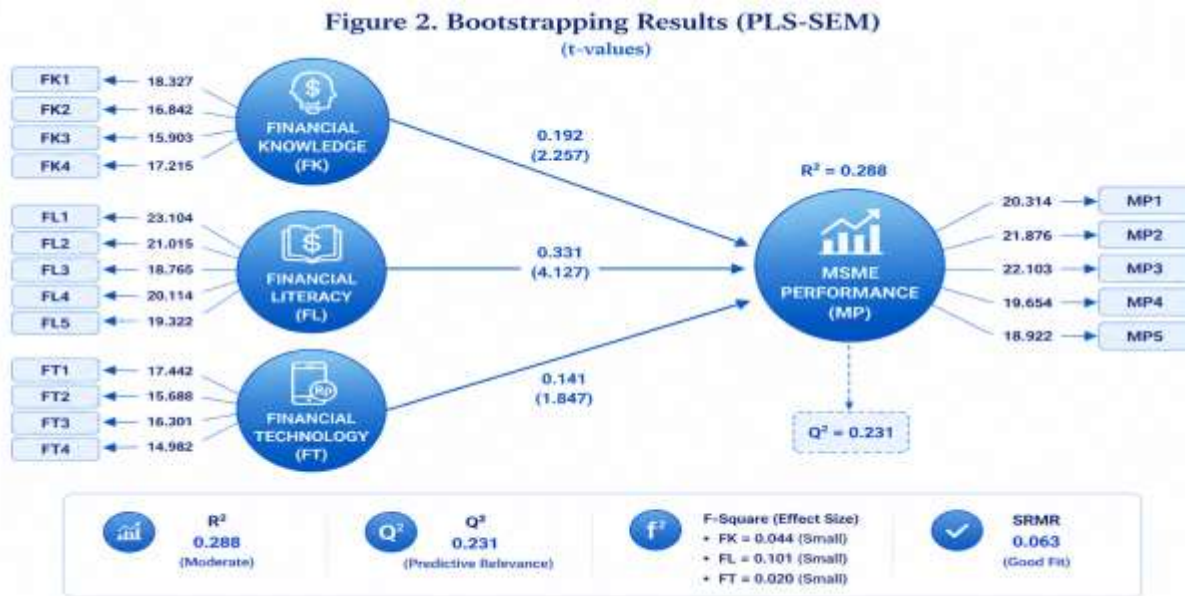 Figure 2. Bootstrapping Results (PLS-SEM)
(t-values)
FK1
18.327
FK2
16.842
FK3
15.903
FK4
17.215
$
FINANCIAL
KNOWLEDGE
(FK)
0.192
(2.257)
FL1
23.104
FL2
21.015
FL3
18.765
FL4
20.114
FL5
19.322
$
FINANCIAL
LITERACY
(FL)
0.331
(4.127)
FT1
17.442
FT2
15.688
FT3
16.301
FT4
14.982
Rp
FINANCIAL
TECHNOLOGY
(FT)
0.141
(1.847)
R² = 0.288
MSME
PERFORMANCE
(MP)
20.314
MP1
21.876
MP2
22.103
MP3
19.654
MP4
18.922
MP5
Q² = 0.231
R²
0.288
(Moderate)
Q²
Q²
0.231
(Predictive Relevance)
f²
F-Square (Effect Size)
• FK = 0.044 (Small)
• FL = 0.101 (Small)
• FT = 0.020 (Small)
SRMR
0.063
(Good Fit)